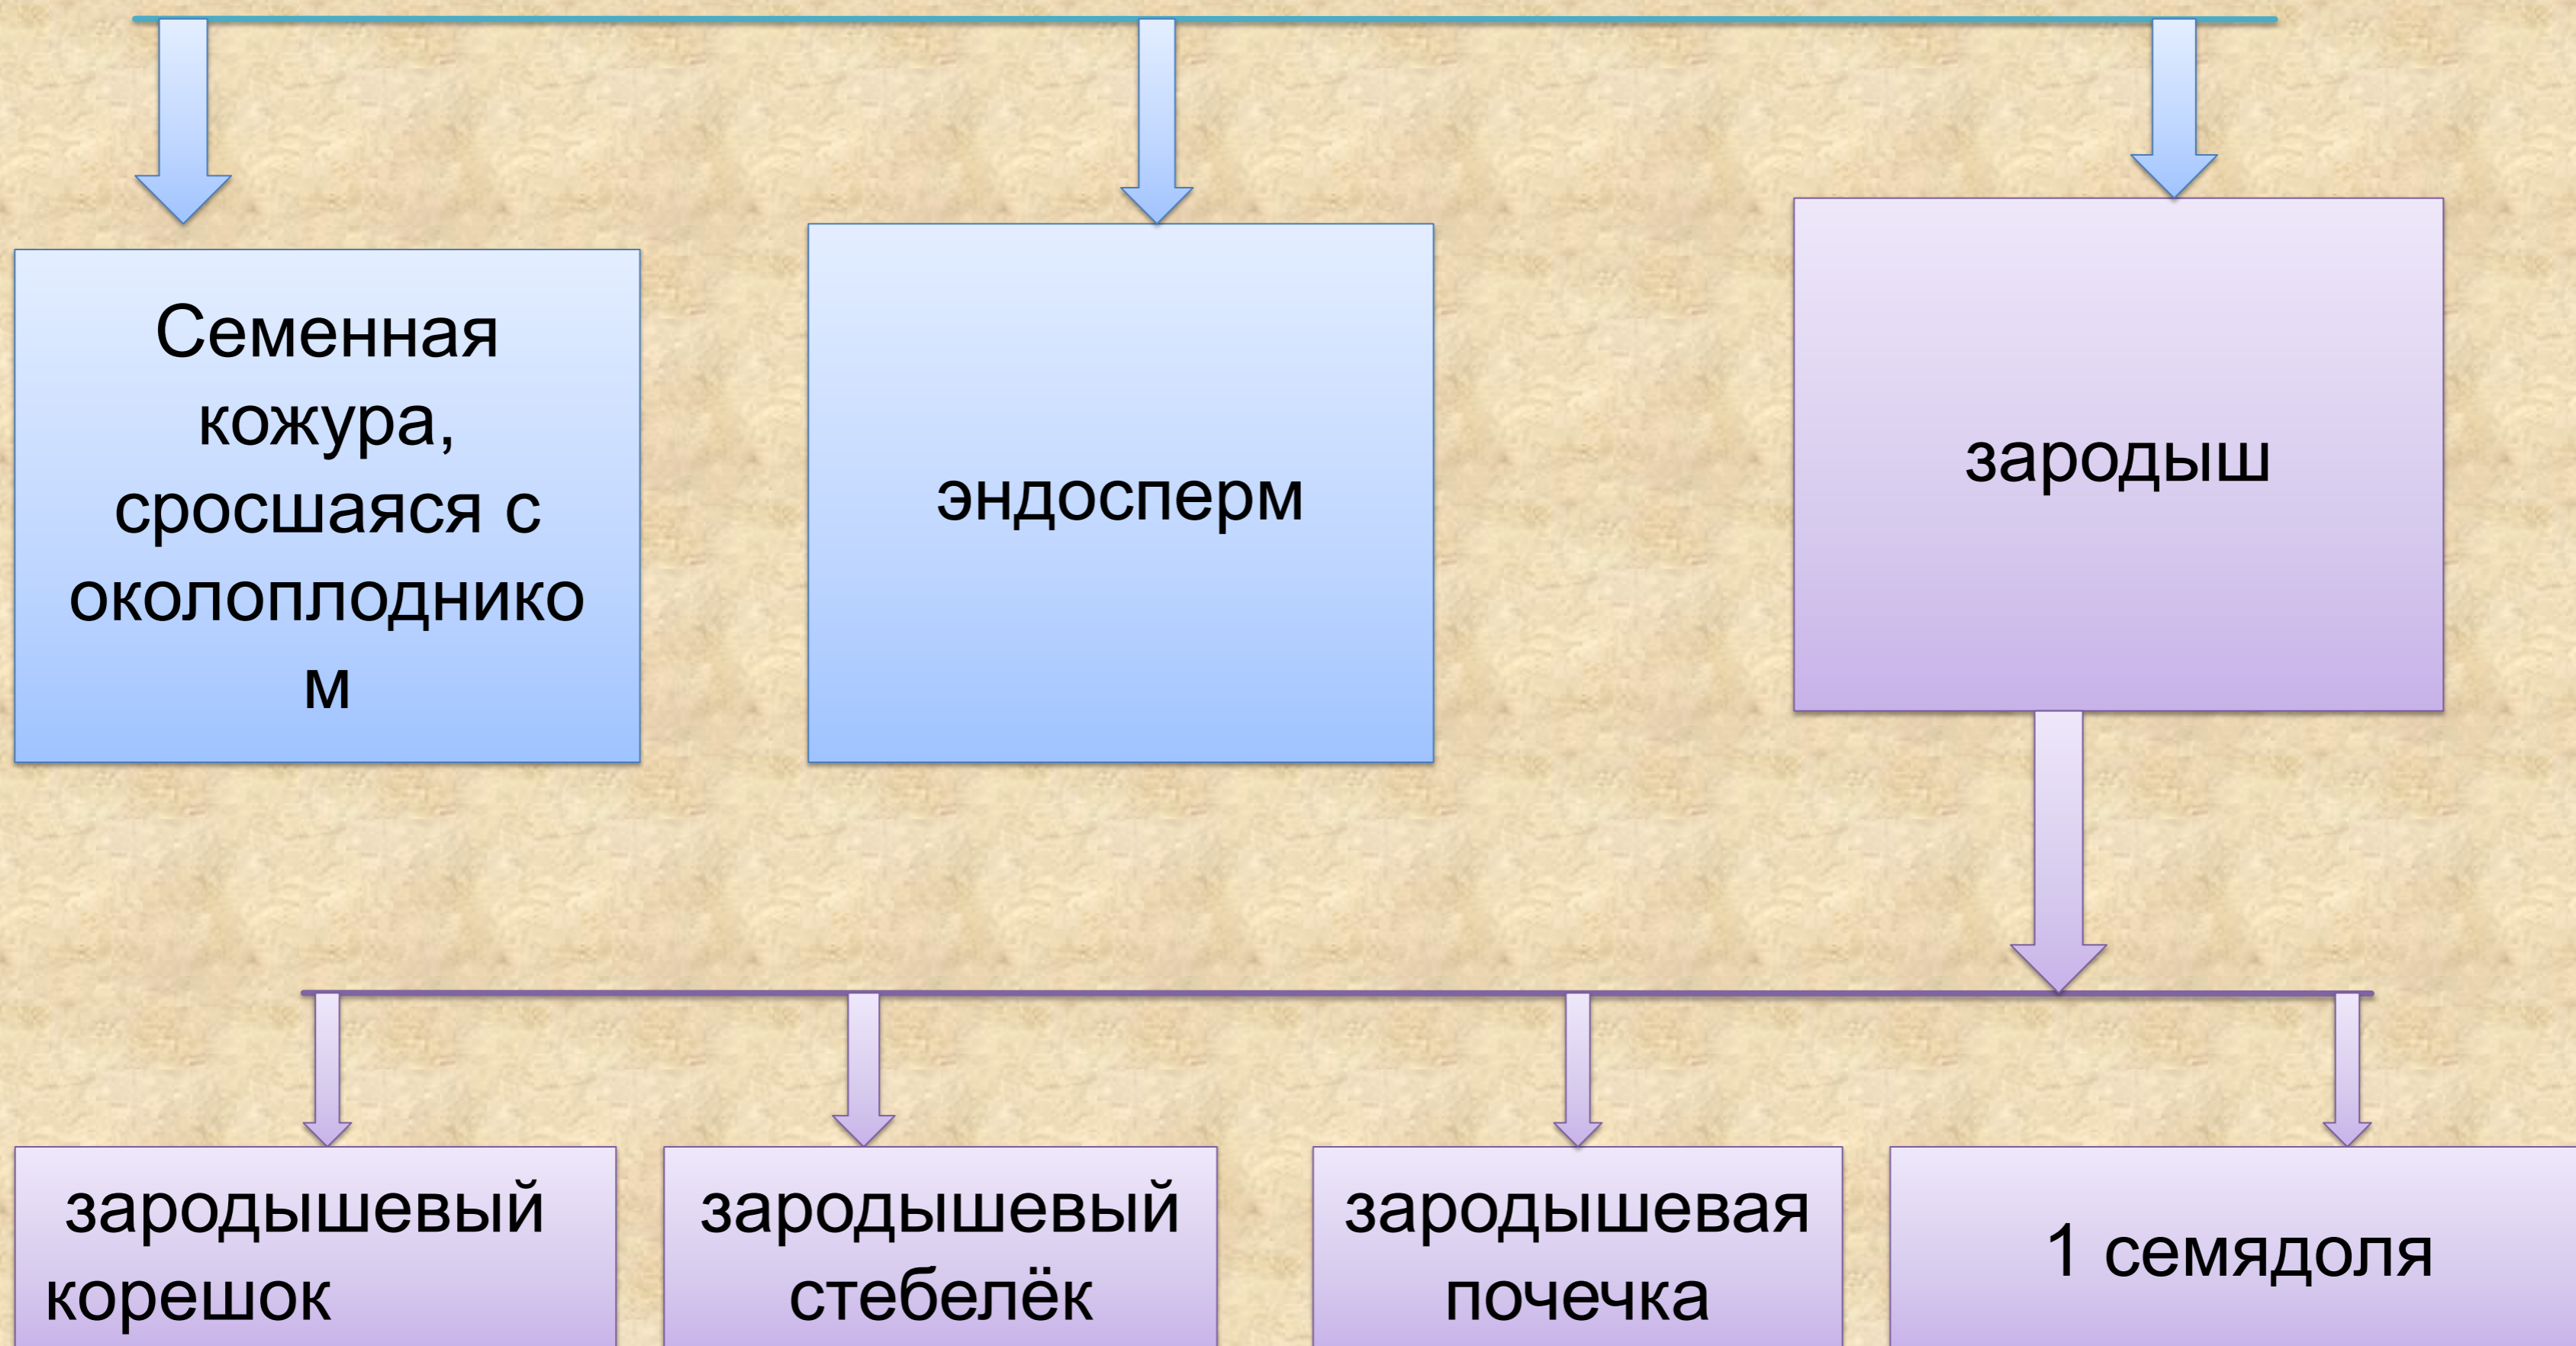 Семенная
кожура,
сросшаяся с
околоплоднико
м
эндосперм
зародыш
зародышевый
корешок
зародышевый
стебелёк
зародышевая
почечка
1 семядоля